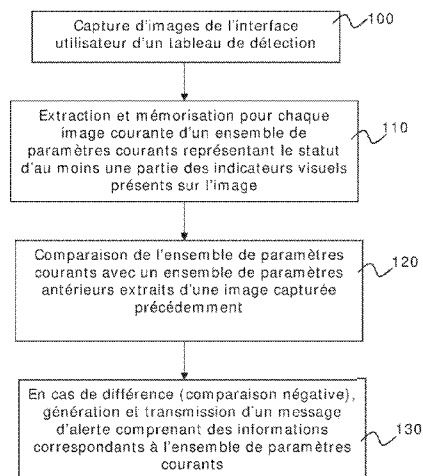 Capture d'images de l'interface
utilisateur d'un tableau de détection
100
Extraction et mémorisation pour chaque
image courante d'un ensemble de
paramètres courants représentant le statut
d'au moins une partie des indicateurs visuels
présents sur l'image
110
Comparaison de l'ensemble de paramètres
courants avec un ensemble de paramètres
antérieurs extraits d'une image capturée
précédemment
120
En cas de différence (comparaison négative),
génération et transmission d'un message
d'alerte comprenant des informations
correspondants à l'ensemble de paramètres
courants
130